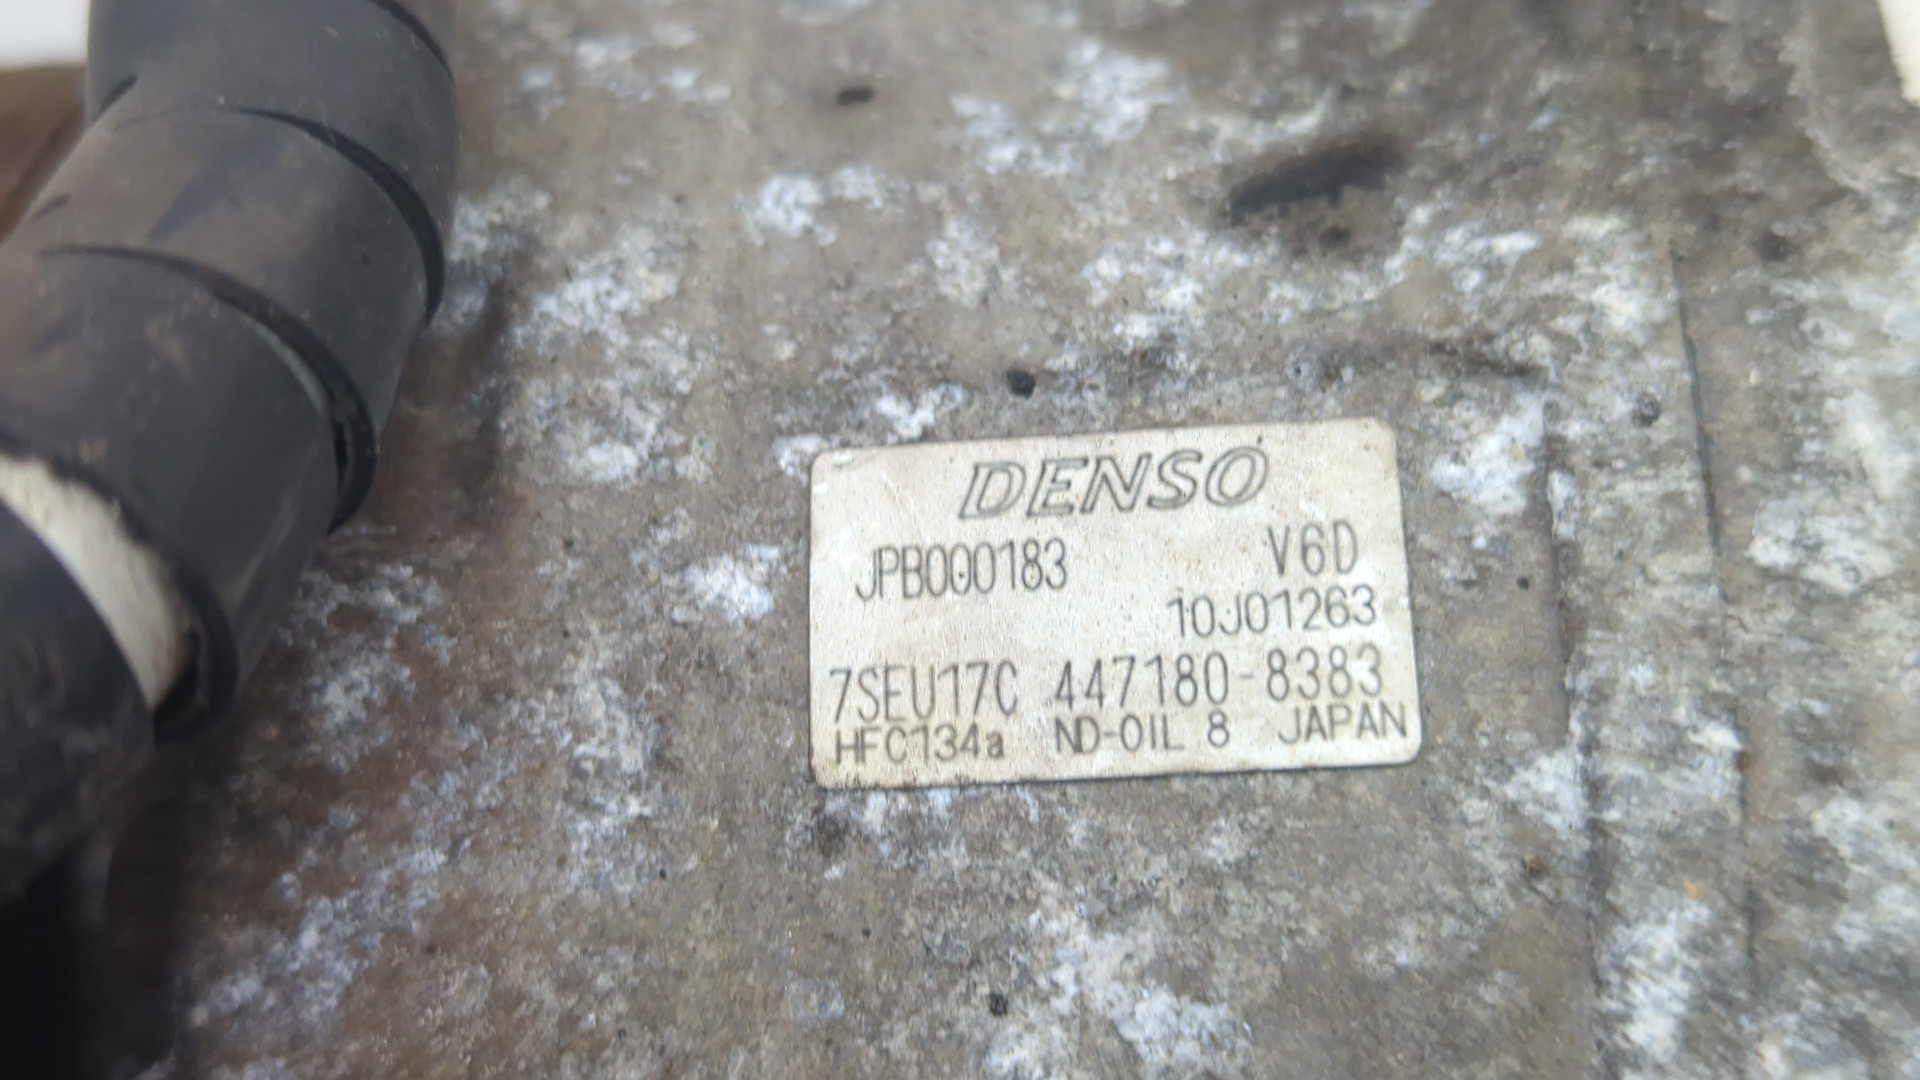 DENSO
JPB000183 V6D
10J01263
7SEU17C 447180-8383
HFC134a ND-OIL 8 JAPAN